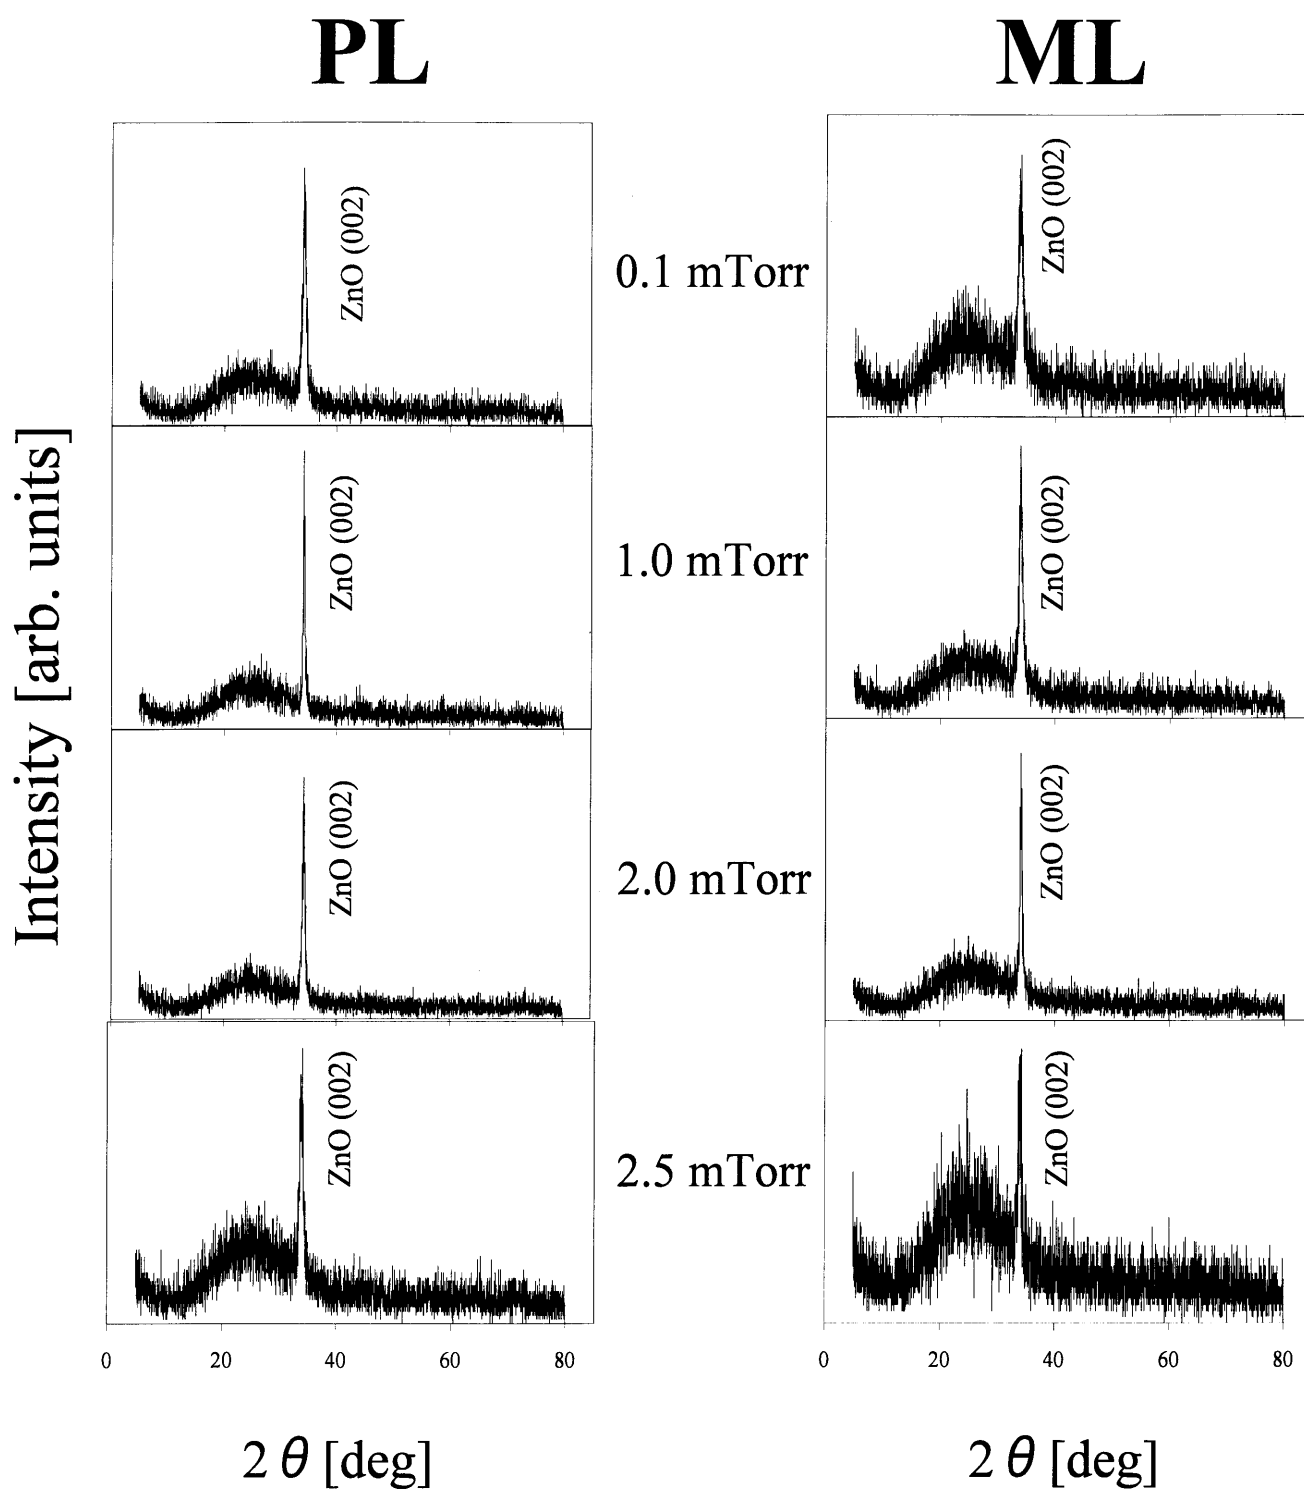 PL
ML
ZnO (002)
0.1 mTorr
ZnO (002)
ZnO (002)
1.0 mTorr
ZnO (002)
Intensity [arb. units]
ZnO (002)
2.0 mTorr
ZnO (002)
ZnO (002)
2.5 mTorr
ZnO (002)
0 20 40 60 80
0 20 40 60 80
2 θ [deg]
2 θ [deg]